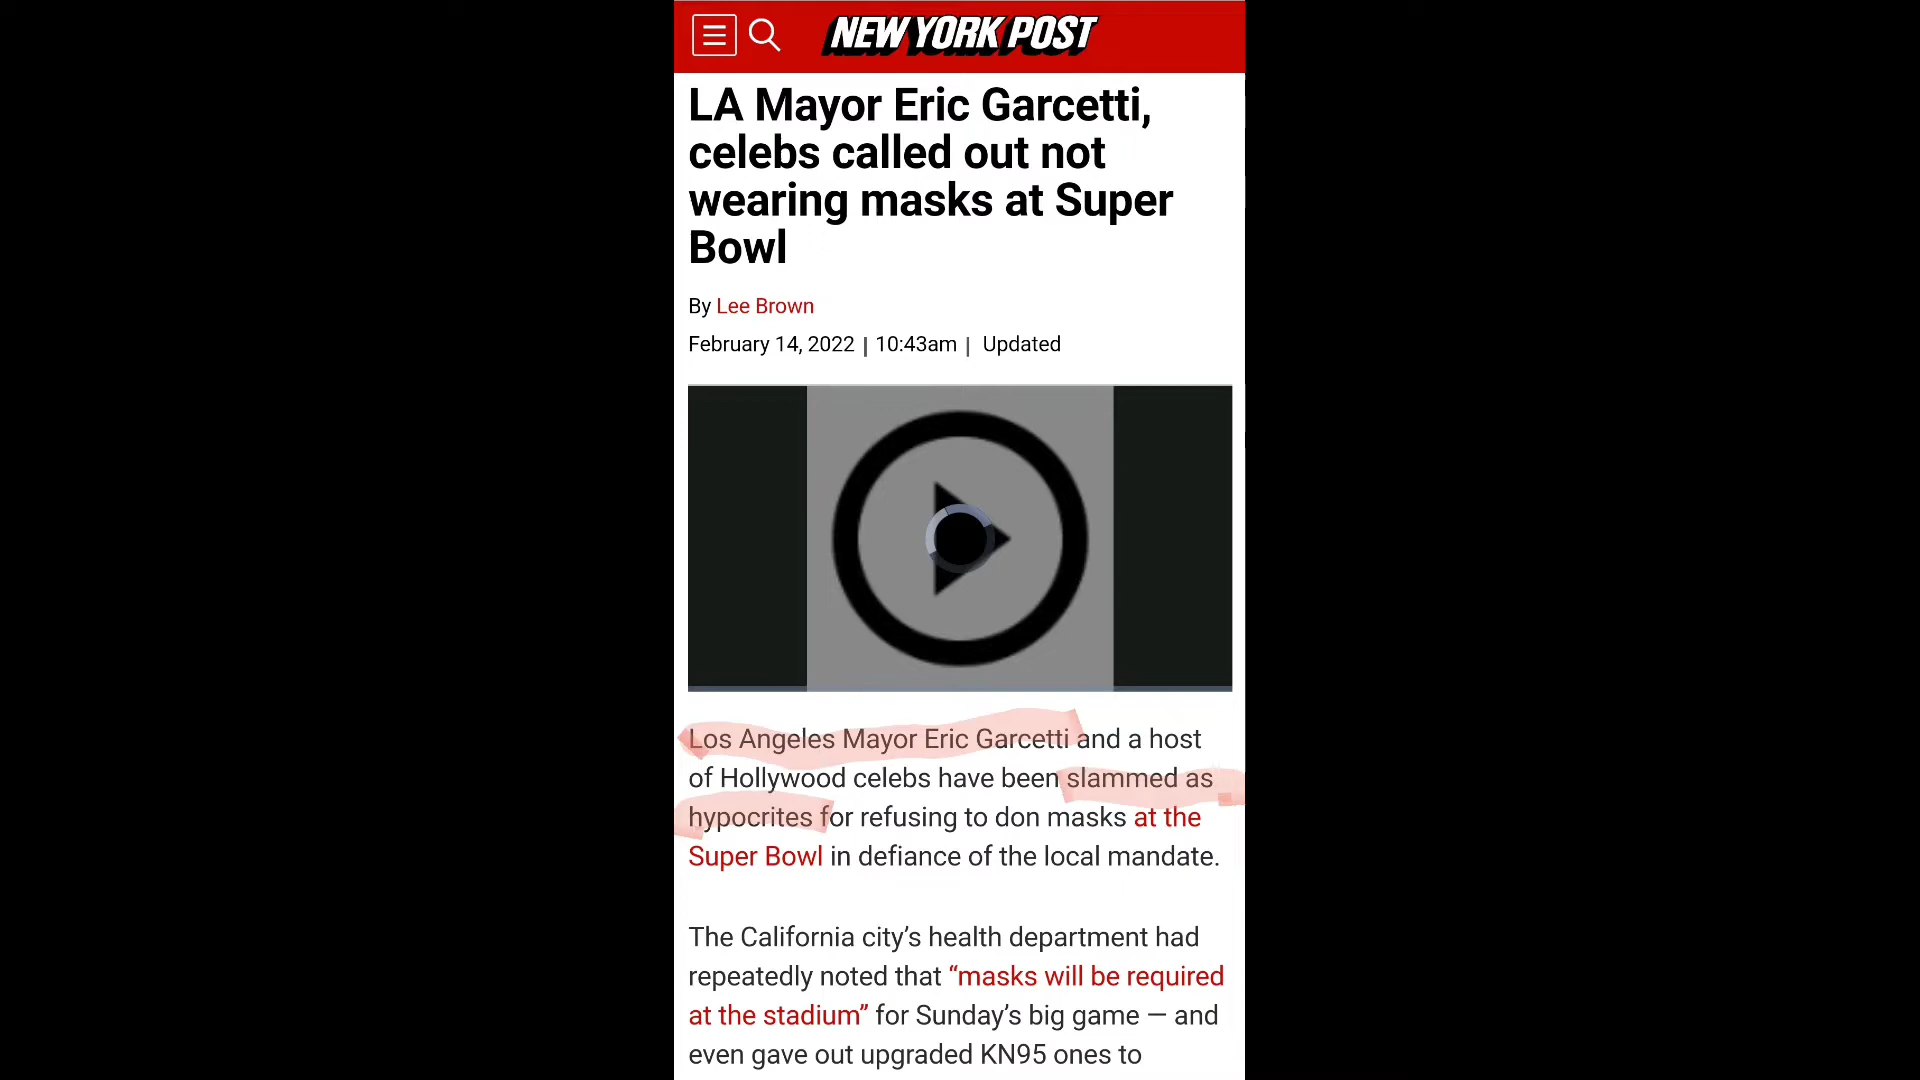 NEW YORK POST
LA Mayor Eric Garcetti,
celebs called out not
wearing masks at Super
Bowl
By Lee Brown
February 14, 2022 | 10:43am | Updated
Los Angeles Mayor Eric Garcetti and a host
of Hollywood celebs have been slammed as
hypocrites for refusing to don masks at the
Super Bowl in defiance of the local mandate.
The California city’s health department had
repeatedly noted that “masks will be required
at the stadium” for Sunday’s big game — and
even gave out upgraded KN95 ones to